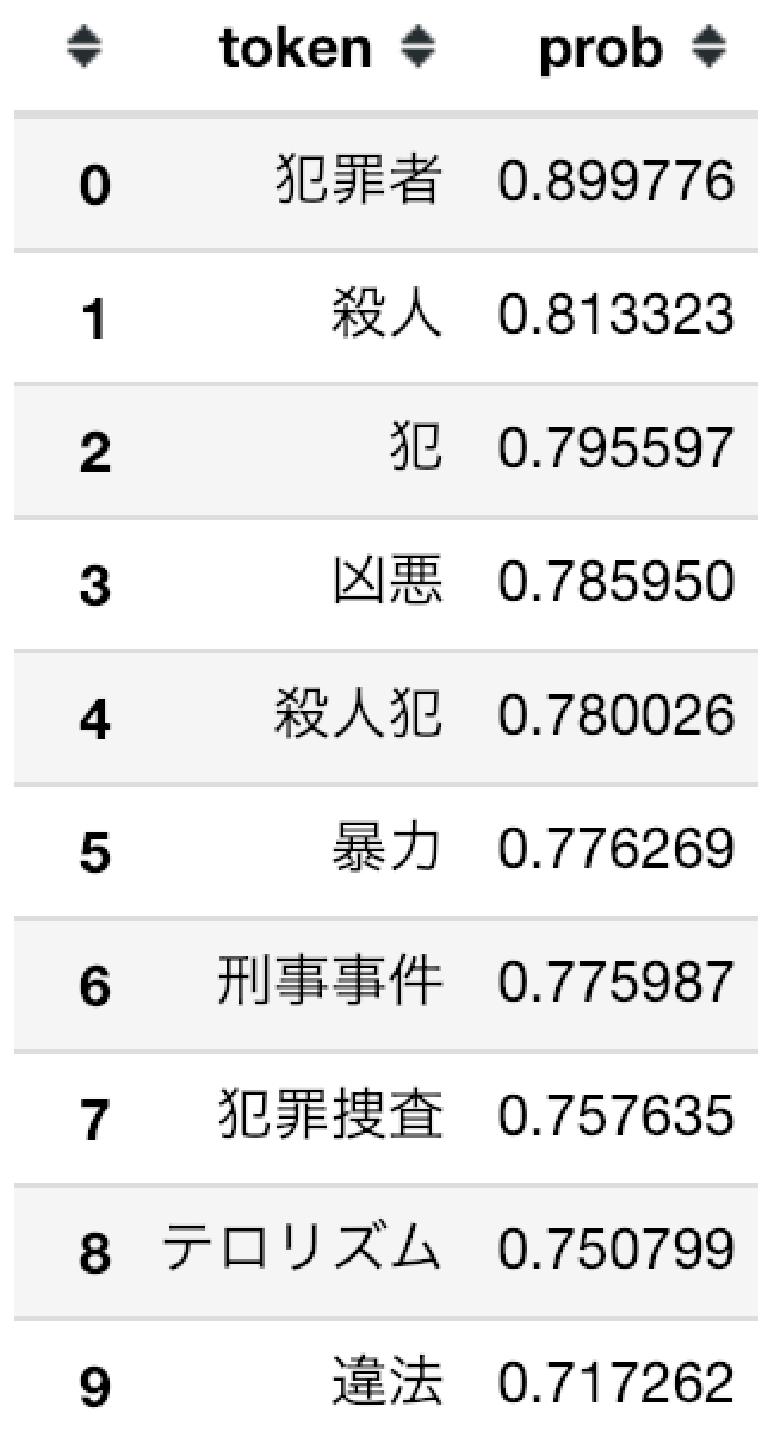 token prob
0 犯罪者 0.899776
1 殺人 0.813323
2 犯 0.795597
3 凶悪 0.785950
4 殺人犯 0.780026
5 暴力 0.776269
6 刑事事件 0.775987
7 犯罪捜査 0.757635
8 テロリズム 0.750799
9 違法 0.717262